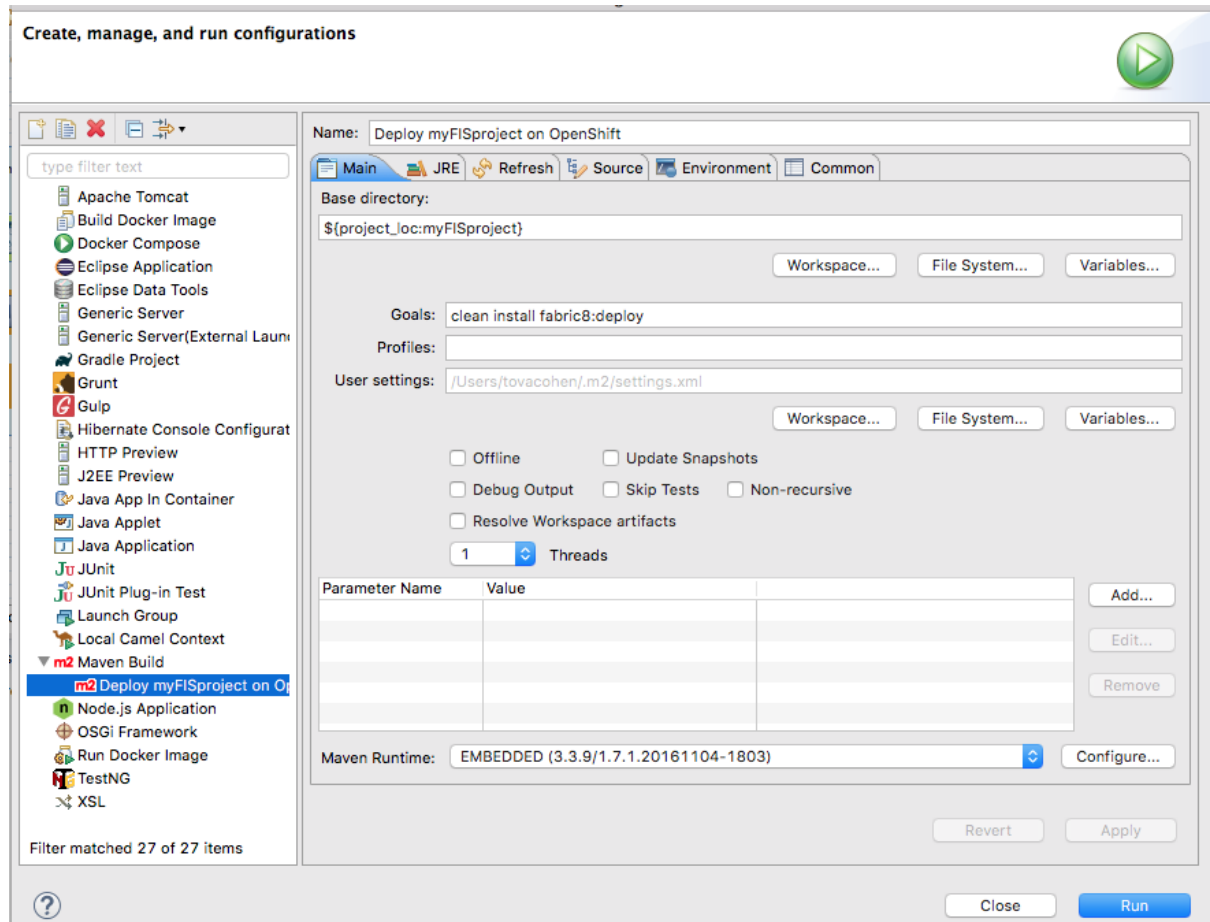 Create, manage, and run configurations
Name: Deploy myFISproject on OpenShift
type filter text
Main JRE Refresh Source Environment Common
Apache Tomcat
Build Docker Image
Docker Compose
Eclipse Application
Eclipse Data Tools
Generic Server
Generic Server(External Laun
Gradle Project
Grunt
Gulp
Hibernate Console Configurat
HTTP Preview
J2EE Preview
Java App In Container
Java Applet
Java Application
Ju JUnit
JUnit Plug-in Test
Launch Group
Local Camel Context
m2 Maven Build
m2 Deploy myFISproject on Op
Node.js Application
OSGi Framework
Run Docker Image
TestNG
XSL
Filter matched 27 of 27 items
Base directory:
${project_loc:myFISproject}
Workspace... File System... Variables...
Goals: clean install fabric8:deploy
Profiles:
User settings: /Users/tovacohen/.m2/settings.xml
Workspace... File System... Variables...
Offline Update Snapshots
Debug Output Skip Tests Non-recursive
Resolve Workspace artifacts
1 Threads
Parameter Name Value
Add...
Edit...
Remove
Maven Runtime: EMBEDDED (3.3.9/1.7.1.20161104-1803) Configure...
Revert Apply
? Close Run